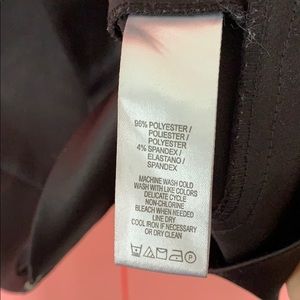 96% POLYESTER /
POLIESTER /
POLYESTER
4% SPANDEX /
ELASTANO /
SPANDEX
MACHINE WASH COLD
WASH WITH LIKE COLORS
DELICATE CYCLE
NON-CHLORINE
BLEACH WHEN NEEDED
LINE DRY
COOL IRON IF NECESSARY
OR DRY CLEAN